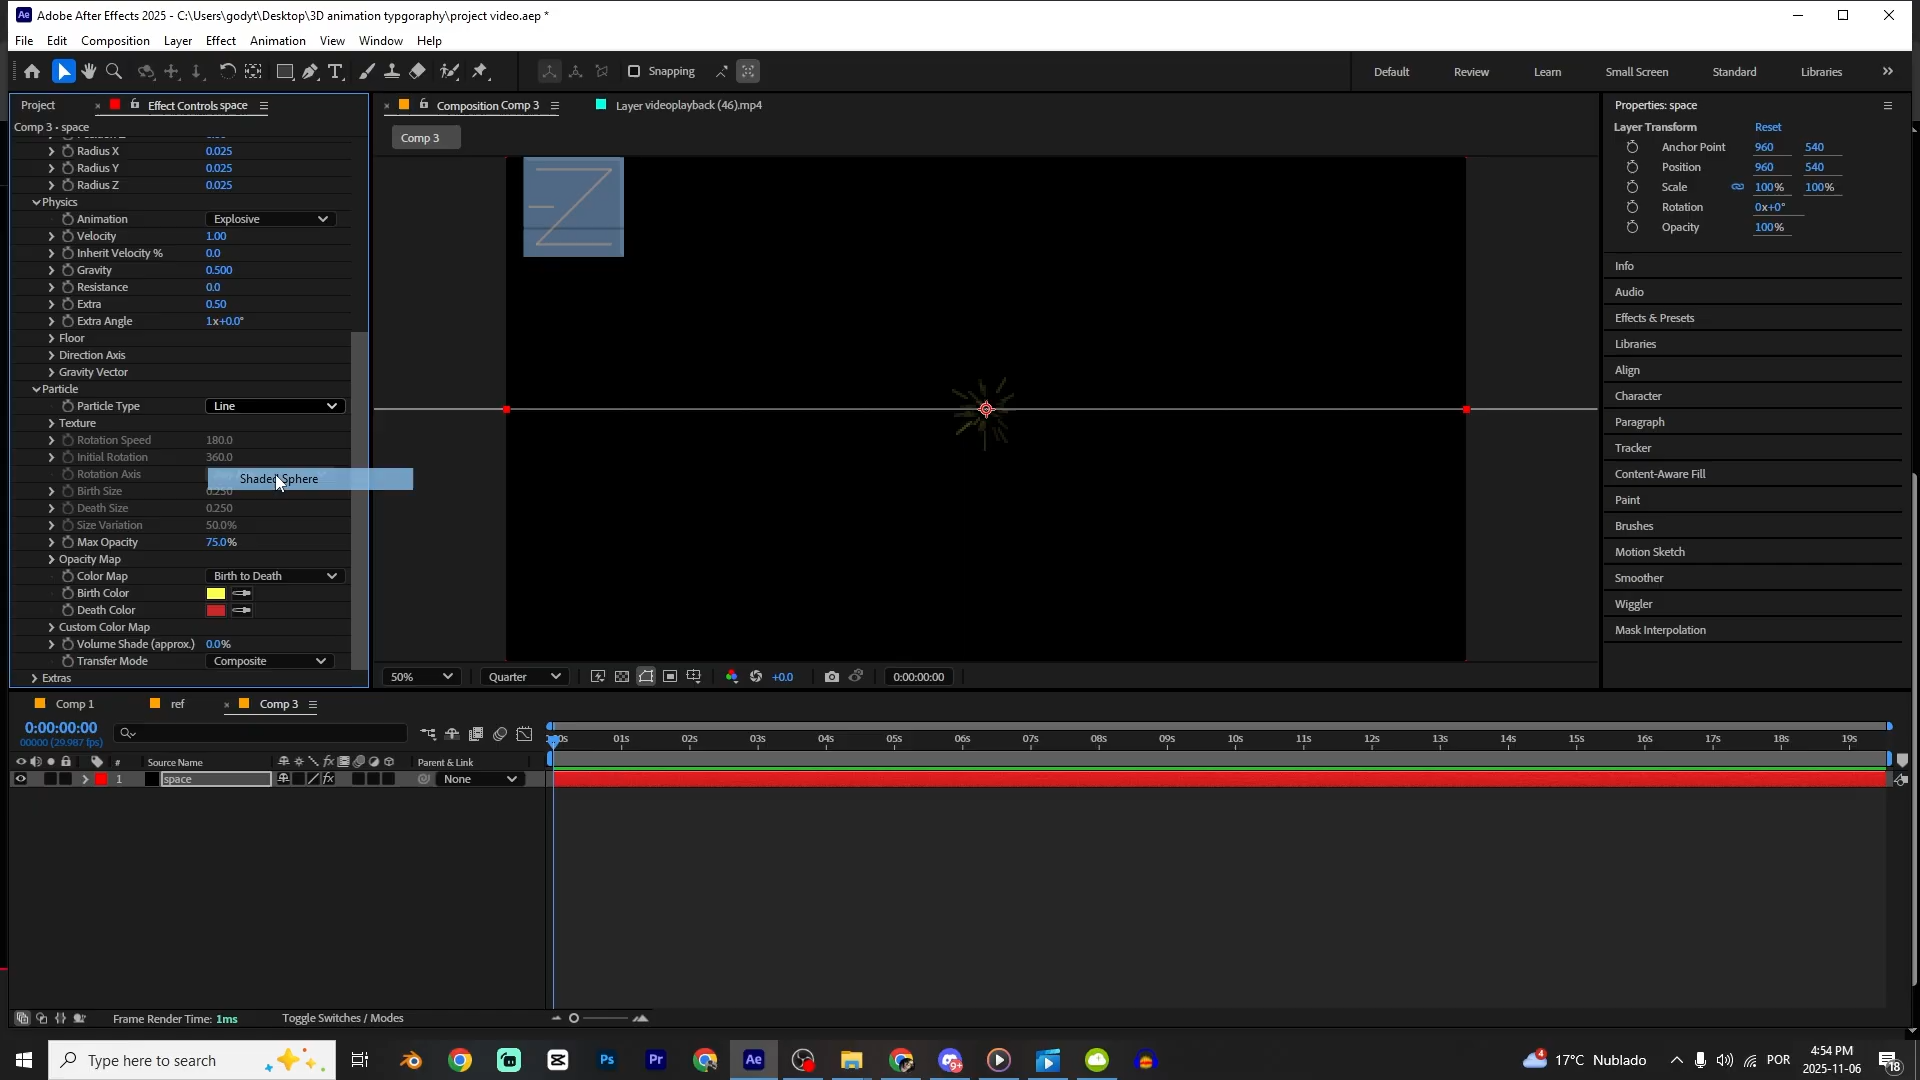 Adobe After Effects 2025 - C:\Users\godyt\Desktop\3D animation typgoraphy\project video.aep *
File Edit Composition Layer Effect Animation View Window Help
Snapping
Default Review Learn Small Screen Standard Libraries
Project Effect Controls space
Composition Comp 3 Layer videoplayback (46).mp4
Properties: space
Comp 3 • space
Comp 3
Layer Transform Reset
Anchor Point 960 540
Position 960 540
Scale 100% 100%
Rotation 0x+0°
Opacity 100%
Radius X 0.025
Radius Y 0.025
Radius Z 0.025
Physics
Animation Explosive
Velocity 1.00
Inherit Velocity % 0.0
Gravity 0.500
Resistance 0.0
Extra 0.50
Extra Angle 1x+0.0°
Floor
Direction Axis
Gravity Vector
Particle
Particle Type Line
Texture
Rotation Speed 180.0
Initial Rotation 360.0
Rotation Axis
Shaded Sphere
Birth Size 0.250
Death Size 0.250
Size Variation 50.0%
Max Opacity 75.0%
Opacity Map
Color Map Birth to Death
Birth Color
Death Color
Custom Color Map
Volume Shade (approx.) 0.0%
Transfer Mode Composite
Extras
Info
Audio
Effects & Presets
Libraries
Align
Character
Paragraph
Tracker
Content-Aware Fill
Paint
Brushes
Motion Sketch
Smoother
Wiggler
Mask Interpolation
50% Quarter +0.0 0:00:00:00
Comp 1 ref Comp 3
0:00:00:00
00000 (29.987 fps)
01s 02s 03s 04s 05s 06s 07s 08s 09s 10s 11s 12s 13s 14s 15s 16s 17s 18s 19s
# Source Name Parent & Link
1 space None
Frame Render Time: 1ms Toggle Switches / Modes
Type here to search
17°C Nublado
POR
4:54 PM
2025-11-06
18